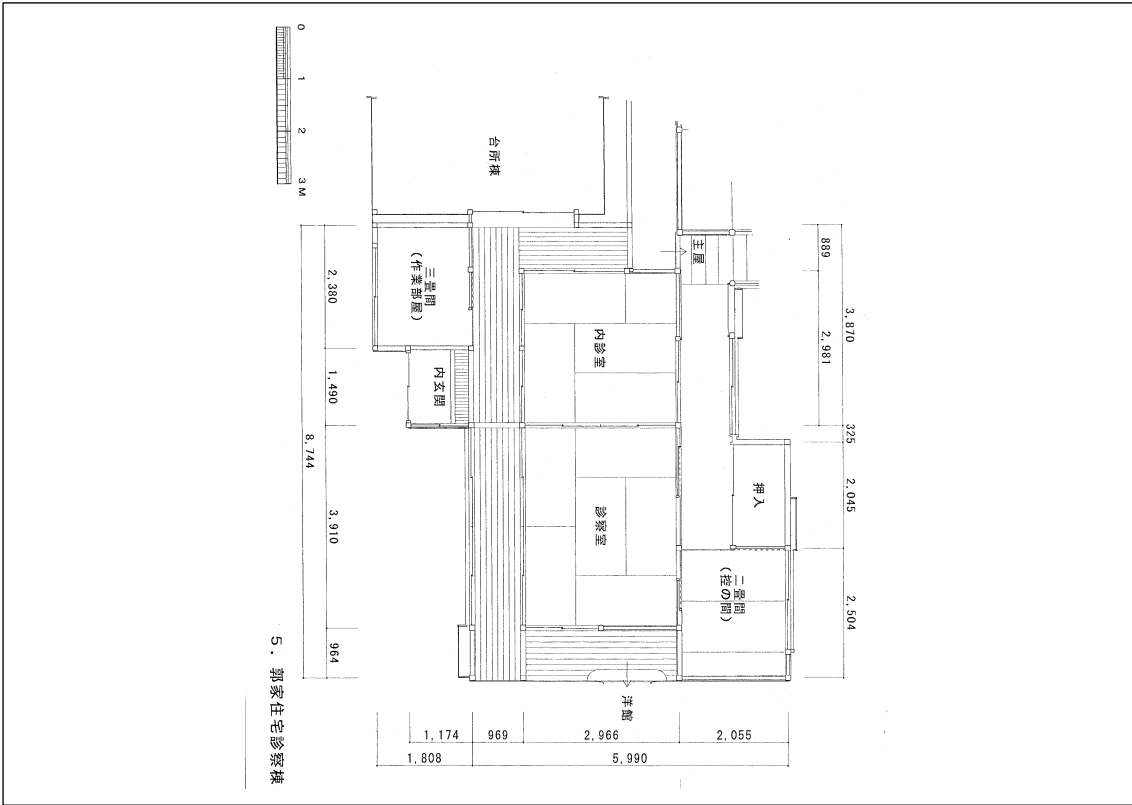 0 1 2 3 M
台所棟
主屋
三畳間
(作業部屋)
内診室
内玄関
押入
診察室
二畳間
(控の間)
洋館
889
3,870
2,981
325
2,045
2,504
2,380
1,490
8,744
3,910
964
1,174
969
2,966
2,055
1,808
5,990
5. 郭家住宅診察棟